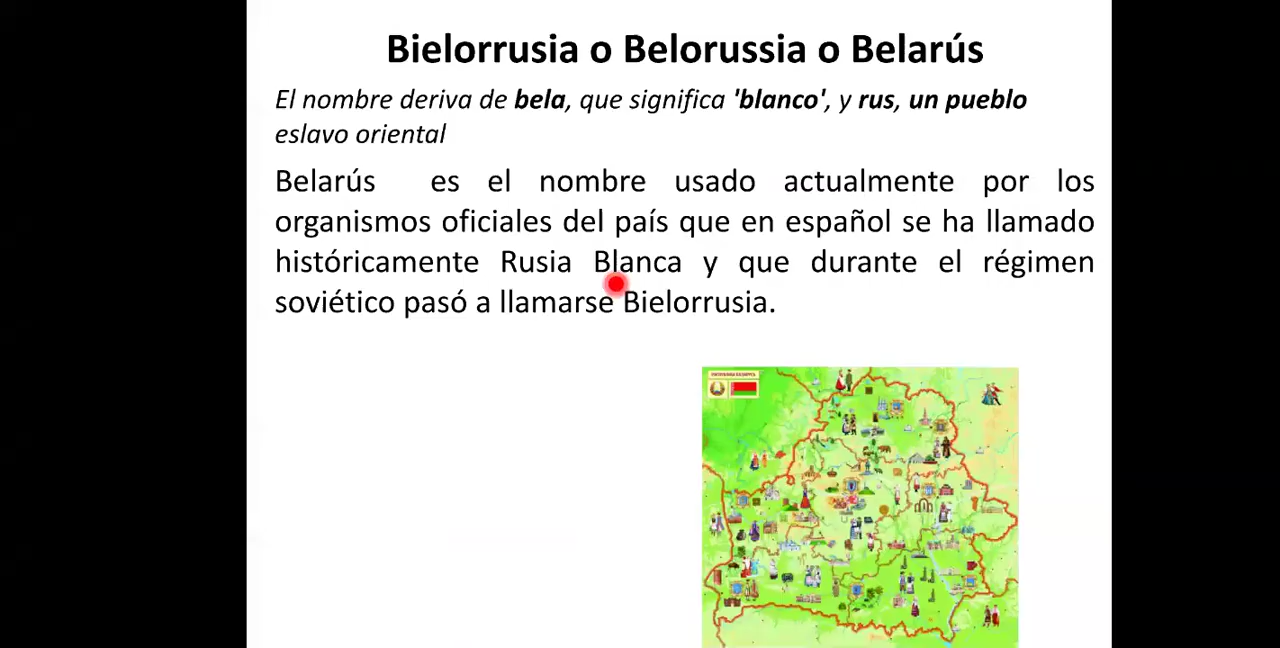 Bielorrusia o Belorussia o Belarús
El nombre deriva de bela, que significa 'blanco', y rus, un pueblo
eslavo oriental
Belarús es el nombre usado actualmente por los
organismos oficiales del país que en español se ha llamado
históricamente Rusia Blanca y que durante el régimen
soviético pasó a llamarse Bielorrusia.